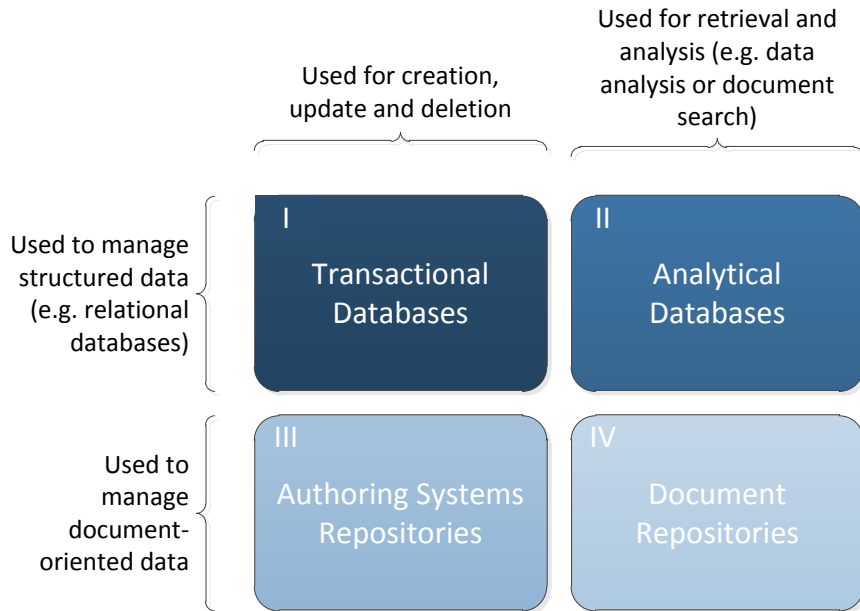 Used for creation,
update and deletion
Used for retrieval and
analysis (e.g. data
analysis or document
search)
Used to manage
structured data
(e.g. relational
databases)
I
Transactional
Databases
II
Analytical
Databases
Used to
manage
document-
oriented data
III
Authoring Systems
Repositories
IV
Document
Repositories